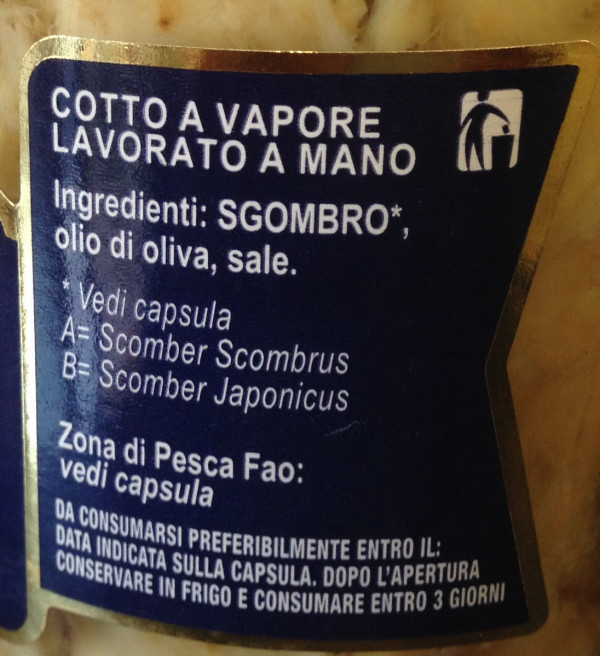 COTTO A VAPORE
LAVORATO A MANO
Ingredienti: SGOMBRO*,
olio di oliva, sale.
* Vedi capsula
A= Scomber Scombrus
B= Scomber Japonicus
Zona di Pesca Fao:
vedi capsula
DA CONSUMARSI PREFERIBILMENTE ENTRO IL:
DATA INDICATA SULLA CAPSULA. DOPO L'APERTURA
CONSERVARE IN FRIGO E CONSUMARE ENTRO 3 GIORNI